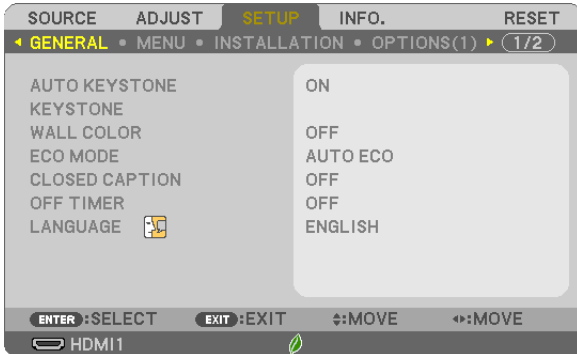 SOURCE ADJUST SETUP INFO. RESET
GENERAL • MENU • INSTALLATION • OPTIONS(1) 1/2
AUTO KEYSTONE ON
KEYSTONE
WALL COLOR OFF
ECO MODE AUTO ECO
CLOSED CAPTION OFF
OFF TIMER OFF
LANGUAGE ENGLISH
ENTER :SELECT EXIT :EXIT :MOVE :MOVE
HDMI1